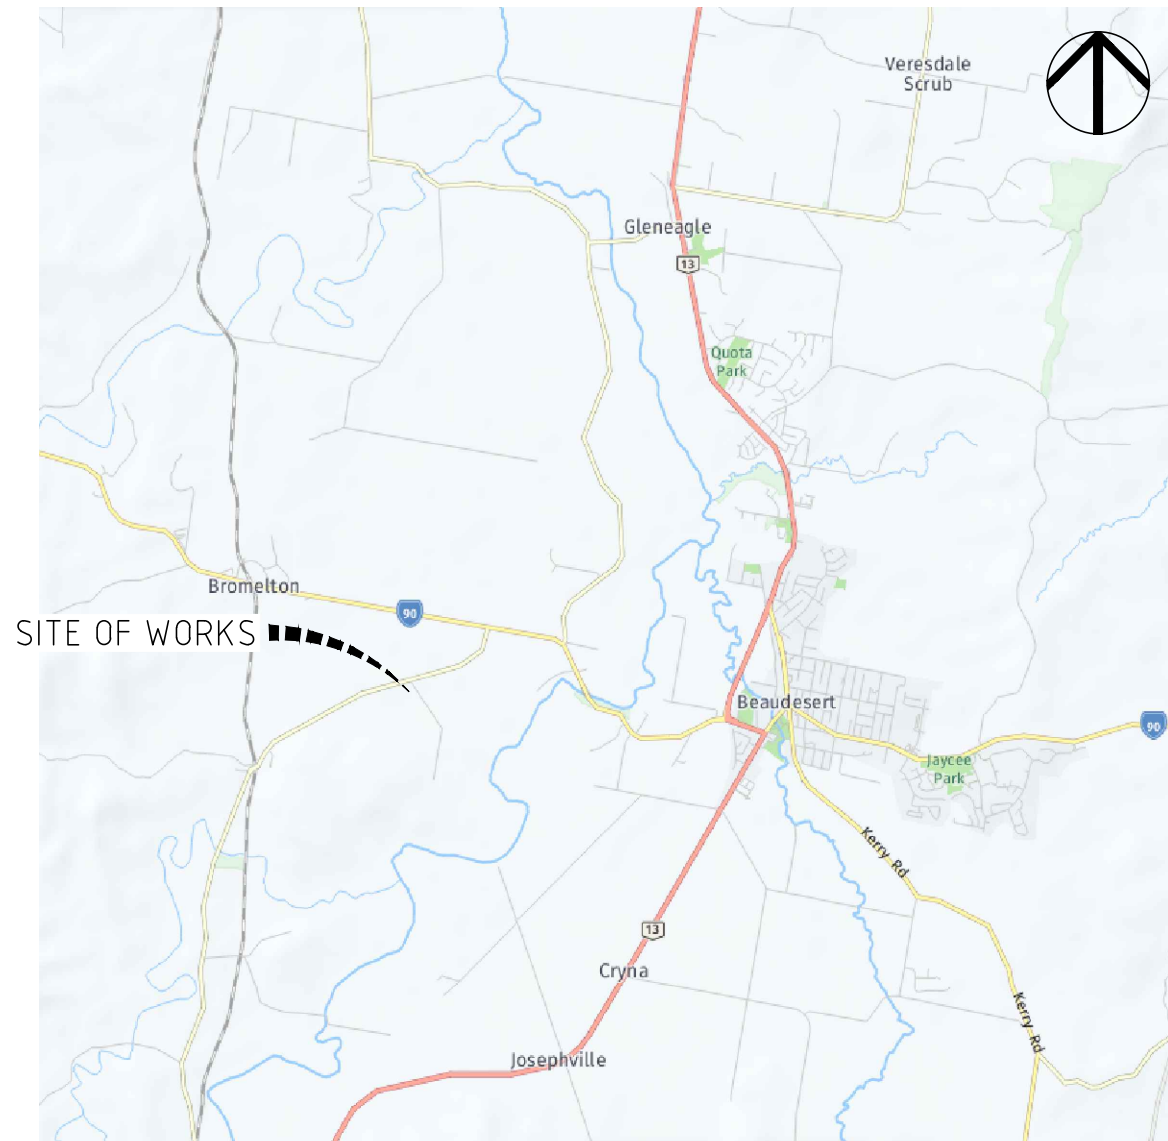 Veresdale
Scrub
Gleneagle
13
Quota
Park
Bromelton
90
SITE OF WORKS
Beaudesert
90
Jaycee
Park
Kerry Rd
13
Cryna
Kerry Rd
Josephville